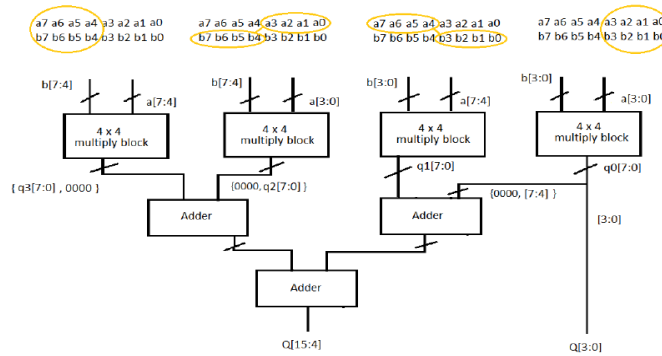 a7 a6 a5 a4 a3 a2 a1 a0
b7 b6 b5 b4 b3 b2 b1 b0
a7 a6 a5 a4 a3 a2 a1 a0
b7 b6 b5 b4 b3 b2 b1 b0
a7 a6 a5 a4 a3 a2 a1 a0
b7 b6 b5 b4 b3 b2 b1 b0
a7 a6 a5 a4 a3 a2 a1 a0
b7 b6 b5 b4 b3 b2 b1 b0
b[7:4]
a[7:4]
b[7:4]
a[3:0]
b[3:0]
a[7:4]
b[3:0]
a[3:0]
4 x 4
multiply block
4 x 4
multiply block
4 x 4
multiply block
4 x 4
multiply block
{ q3[7:0] , 0000 }
{0000, q2[7:0] }
q1[7:0]
q0[7:0]
{0000, [7:4] }
Adder
Adder
[3:0]
Adder
Q[15:4]
Q[3:0]